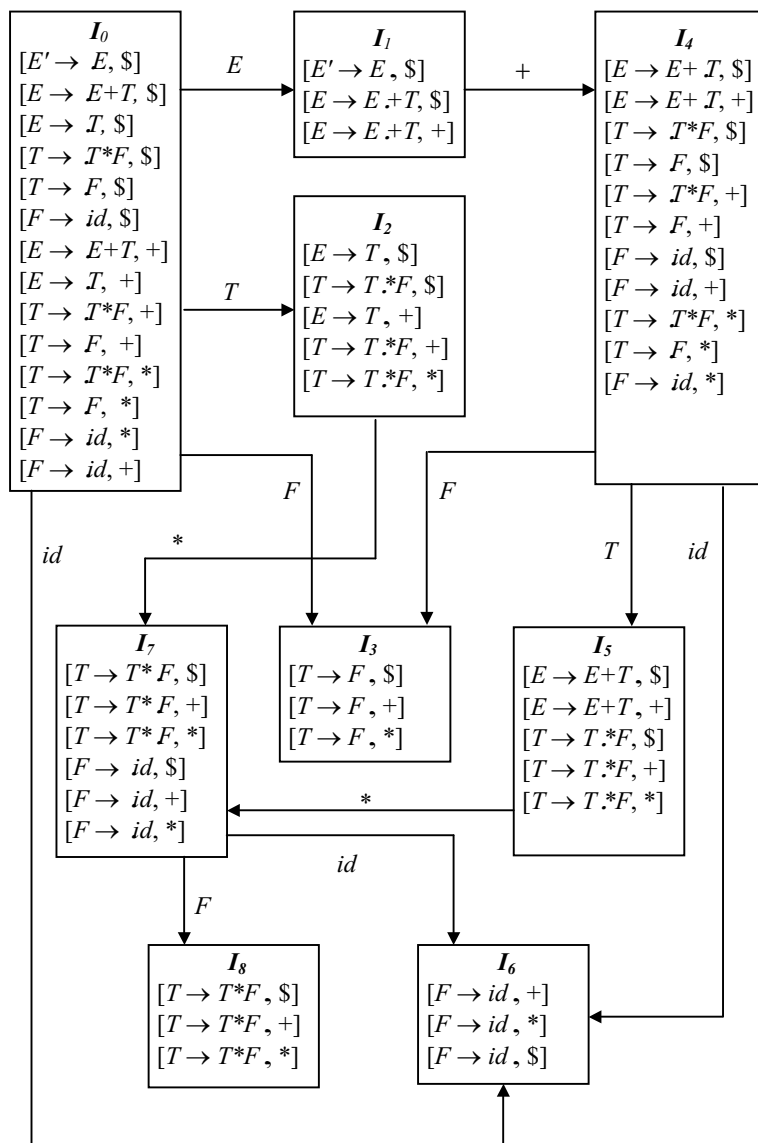 I0
[E′ → .E, $]
[E → .E+T, $]
[E → .T, $]
[T → .T*F, $]
[T → .F, $]
[F → .id, $]
[E → .E+T, +]
[E → .T, +]
[T → .T*F, +]
[T → .F, +]
[T → .T*F, *]
[T → .F, *]
[F → .id, *]
[F → .id, +]
E
I1
[E′ → E., $]
[E → E.+T, $]
[E → E.+T, +]
+
I4
[E → E+.T, $]
[E → E+.T, +]
[T → .T*F, $]
[T → .F, $]
[T → .T*F, +]
[T → .F, +]
[F → .id, $]
[F → .id, +]
[T → .T*F, *]
[T → .F, *]
[F → .id, *]
T
I2
[E → T., $]
[T → T.*F, $]
[E → T., +]
[T → T.*F, +]
[T → T.*F, *]
F
F
id
*
T
id
I7
[T → T*.F, $]
[T → T*.F, +]
[T → T*.F, *]
[F → .id, $]
[F → .id, +]
[F → .id, *]
I3
[T → F., $]
[T → F., +]
[T → F., *]
I5
[E → E+T., $]
[E → E+T., +]
[T → T.*F, $]
[T → T.*F, +]
[T → T.*F, *]
*
id
F
I8
[T → T*F., $]
[T → T*F., +]
[T → T*F., *]
I6
[F → id., +]
[F → id., *]
[F → id., $]